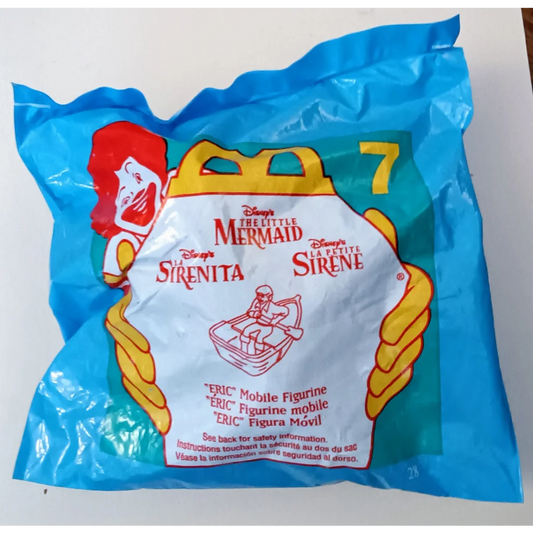 7
Disney's
THE LITTLE
MERMAID
Disney's
LA
SIRENITA
Disney's
LA PETITE
SIRÈNE
®
"ERIC" Mobile Figurine
"ERIC" Figurine mobile
"ERIC" Figura Móvil
See back for safety information.
Instructions touchant la sécurité au dos du sac
Véase la información sobre seguridad al dorso.
28